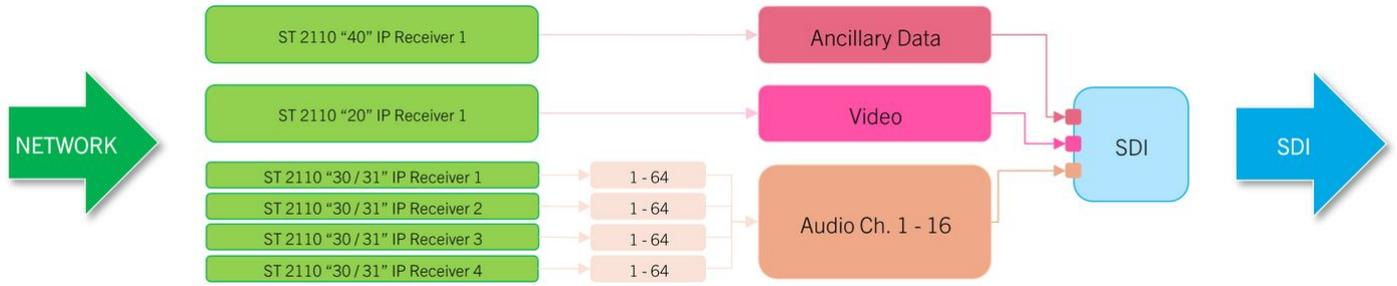 NETWORK
ST 2110 “40” IP Receiver 1
Ancillary Data
ST 2110 “20” IP Receiver 1
Video
ST 2110 “30 / 31” IP Receiver 1
1 - 64
ST 2110 “30 / 31” IP Receiver 2
1 - 64
ST 2110 “30 / 31” IP Receiver 3
1 - 64
ST 2110 “30 / 31” IP Receiver 4
1 - 64
Audio Ch. 1 - 16
SDI
SDI